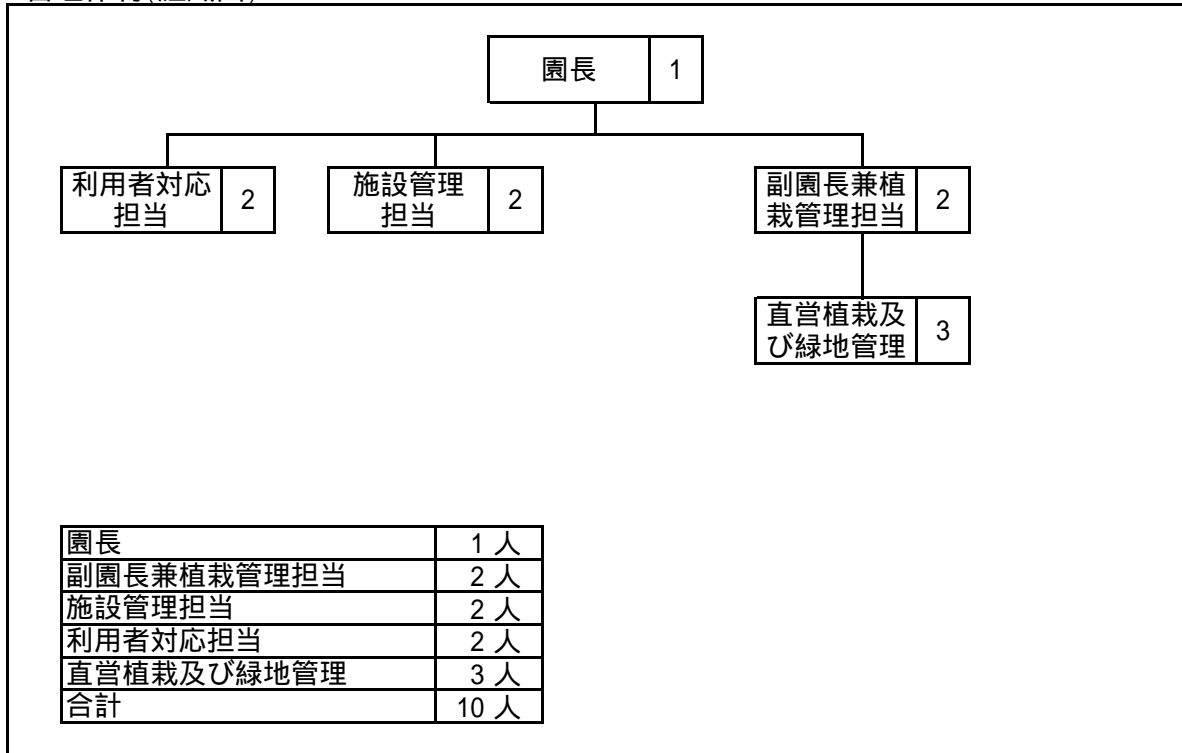 園長 1
利用者対応
担当 2
施設管理
担当 2
副園長兼植
栽管理担当 2
直営植栽及
び緑地管理 3
園長 1 人
副園長兼植栽管理担当 2 人
施設管理担当 2 人
利用者対応担当 2 人
直営植栽及び緑地管理 3 人
合計 10 人